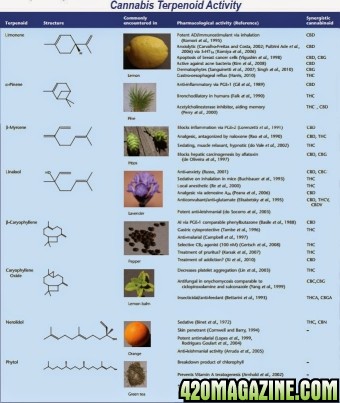 Cannabis Terpenoid Activity
Terpenoid Structure Commonly encountered in Pharmacological activity (Reference) Synergistic cannabinoid
Limonene
Lemon
Potent AD/immunostimulant via inhalation CBD
(Komori et al., 1995)
Anxiolytic (Carvalho-Freitas and Costa, 2002; Pultrini Ade et al., CBD
2006) via 5-HT1A (Komiya et al., 2006)
Apoptosis of breast cancer cells (Vigushin et al., 1998) CBD, CBG
Active against acne bacteria (Kim et al., 2008) CBD
Dermatophytes (Sanguinetti et al., 2007; Singh et al., 2010) CBG
Gastro-oesophageal reflux (Harris, 2010) THC
α-Pinene
Pine
Anti-inflammatory via PGE-1 (Gil et al., 1989) CBD
Bronchodilatory in humans (Falk et al., 1990) THC
Acetylcholinesterase inhibitor, aiding memory THC , CBD
(Perry et al., 2000)
β-Myrcene
Hops
Blocks inflammation via PGE-2 (Lorenzetti et al., 1991) CBD
Analgesic, antagonized by naloxone (Rao et al., 1990) CBD, THC
Sedating, muscle relaxant, hypnotic (do Vale et al., 2002) THC
Blocks hepatic carcinogenesis by aflatoxin CBD, CBG
(de Oliveira et al., 1997)
Linalool
Lavender
Anti-anxiety (Russo, 2001) CBD, CBG
Sedative on inhalation in mice (Buchbauer et al., 1993) THC
Local anesthetic (Re et al., 2000) THC
Analgesic via adenosine A2A (Peana et al., 2006) CBD
Anticonvulsant/anti-glutamate (Elisabetsky et al., 1995) CBD, THCV,
CBDV
Potent anti-leishmanial (do Socorro et al., 2003)
β-Caryophyllene
Pepper
AI via PGE-1 comparable phenylbutazone (Basile et al., 1988) CBD
Gastric cytoprotective (Tambe et al., 1996) THC
Anti-malarial (Campbell et al., 1997)
Selective CB2 agonist (100 nM) (Gertsch et al., 2008) THC
Treatment of pruritus? (Karsak et al., 2007) THC
Treatment of addiction? (Xi et al., 2010) CBD
Caryophyllene Oxide
Lemon balm
Decreases platelet aggregation (Lin et al., 2003) THC
Antifungal in onychomycosis comparable to CBC,CBG
ciclopiroxolamine and sulconazole (Yang et al., 1999)
Insecticidal/anti-feedant (Bettarini et al., 1993) THCA, CBGA
Nerolidol
Orange
Sedative (Binet et al., 1972) THC, CBN
Skin penetrant (Cornwell and Barry, 1994) –
Potent antimalarial (Lopes et al., 1999, –
Rodrigues Goulart et al., 2004)
Anti-leishmanial activity (Arruda et al., 2005) –
Phytol
Green tea
Breakdown product of chlorophyll –
Prevents Vitamin A teratogenesis (Arnhold et al., 2002)
420MAGAZINE.COM